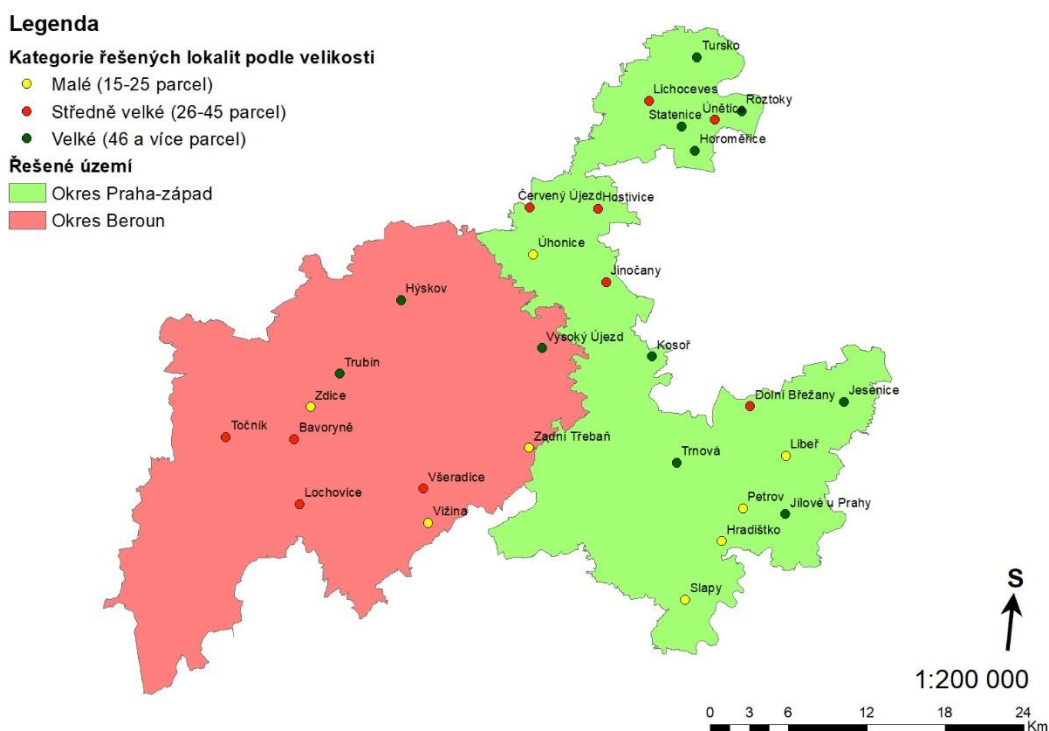 Legenda
Kategorie řešených lokalit podle velikosti
Malé (15-25 parcel)
Středně velké (26-45 parcel)
Velké (46 a více parcel)
Řešené území
Okres Praha-západ
Okres Beroun
Tursko
Lichoceves
Roztoky
Únětice
Statenice
Horoměřice
Červený Újezd
Hostivice
Úhonice
Jinočany
Hýskov
Vysoký Újezd
Kosoř
Trubín
Zdice
Dolní Břežany
Jesenice
Točník
Bavoryně
Zadní Třebaň
Trnová
Libeř
Všeradice
Lochovice
Petrov
Jílové u Prahy
Vižina
Hradištko
Slapy
S
1:200 000
0 3 6 12 18 24
Km